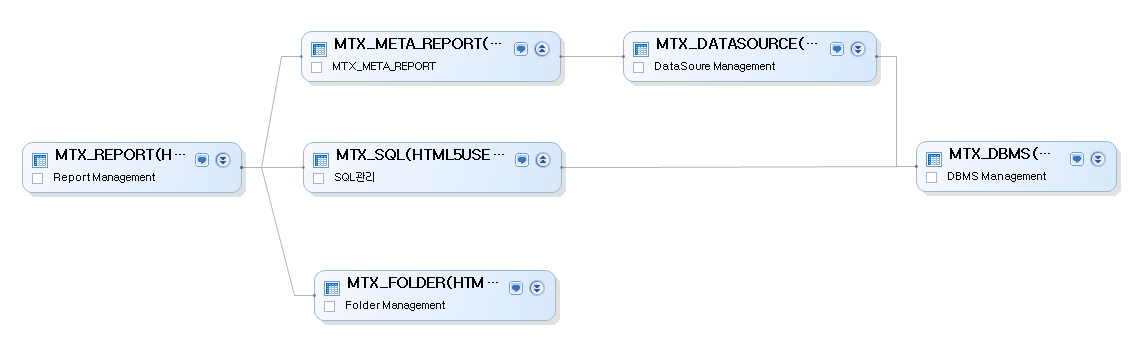 MTX_META_REPORT(…
MTX_META_REPORT
MTX_DATASOURCE(…
DataSoure Management
MTX_REPORT(H…
Report Management
MTX_SQL(HTML5USE…
SQL관리
MTX_DBMS(…
DBMS Management
MTX_FOLDER(HTM…
Folder Management